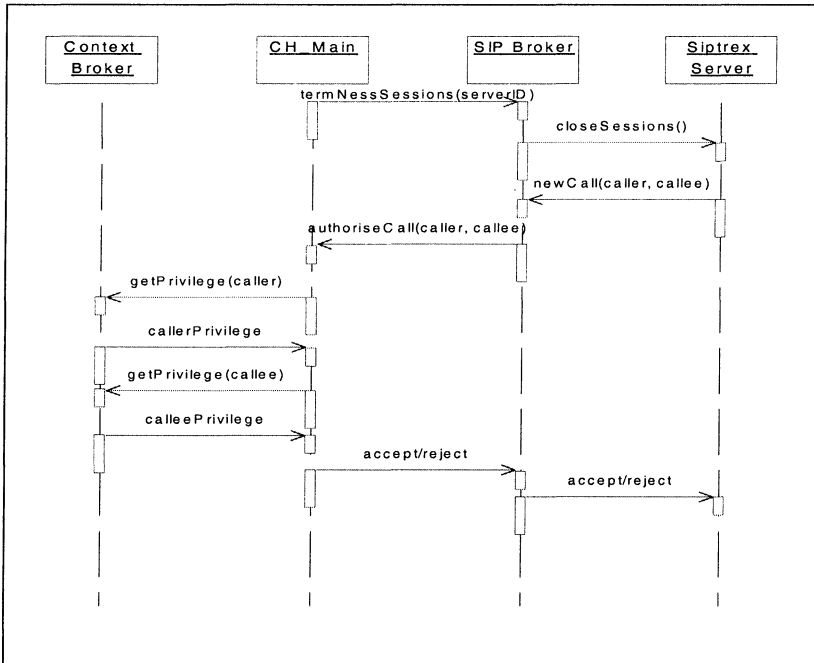 Context Broker
CH_Main
SIP Broker
Siptrex Server
termNessSessions(serverID)
closeSessions()
newCall(caller, callee)
authoriseCall(caller, callee)
getPrivilege(caller)
callerPrivilege
getPrivilege(callee)
calleePrivilege
accept/reject
accept/reject